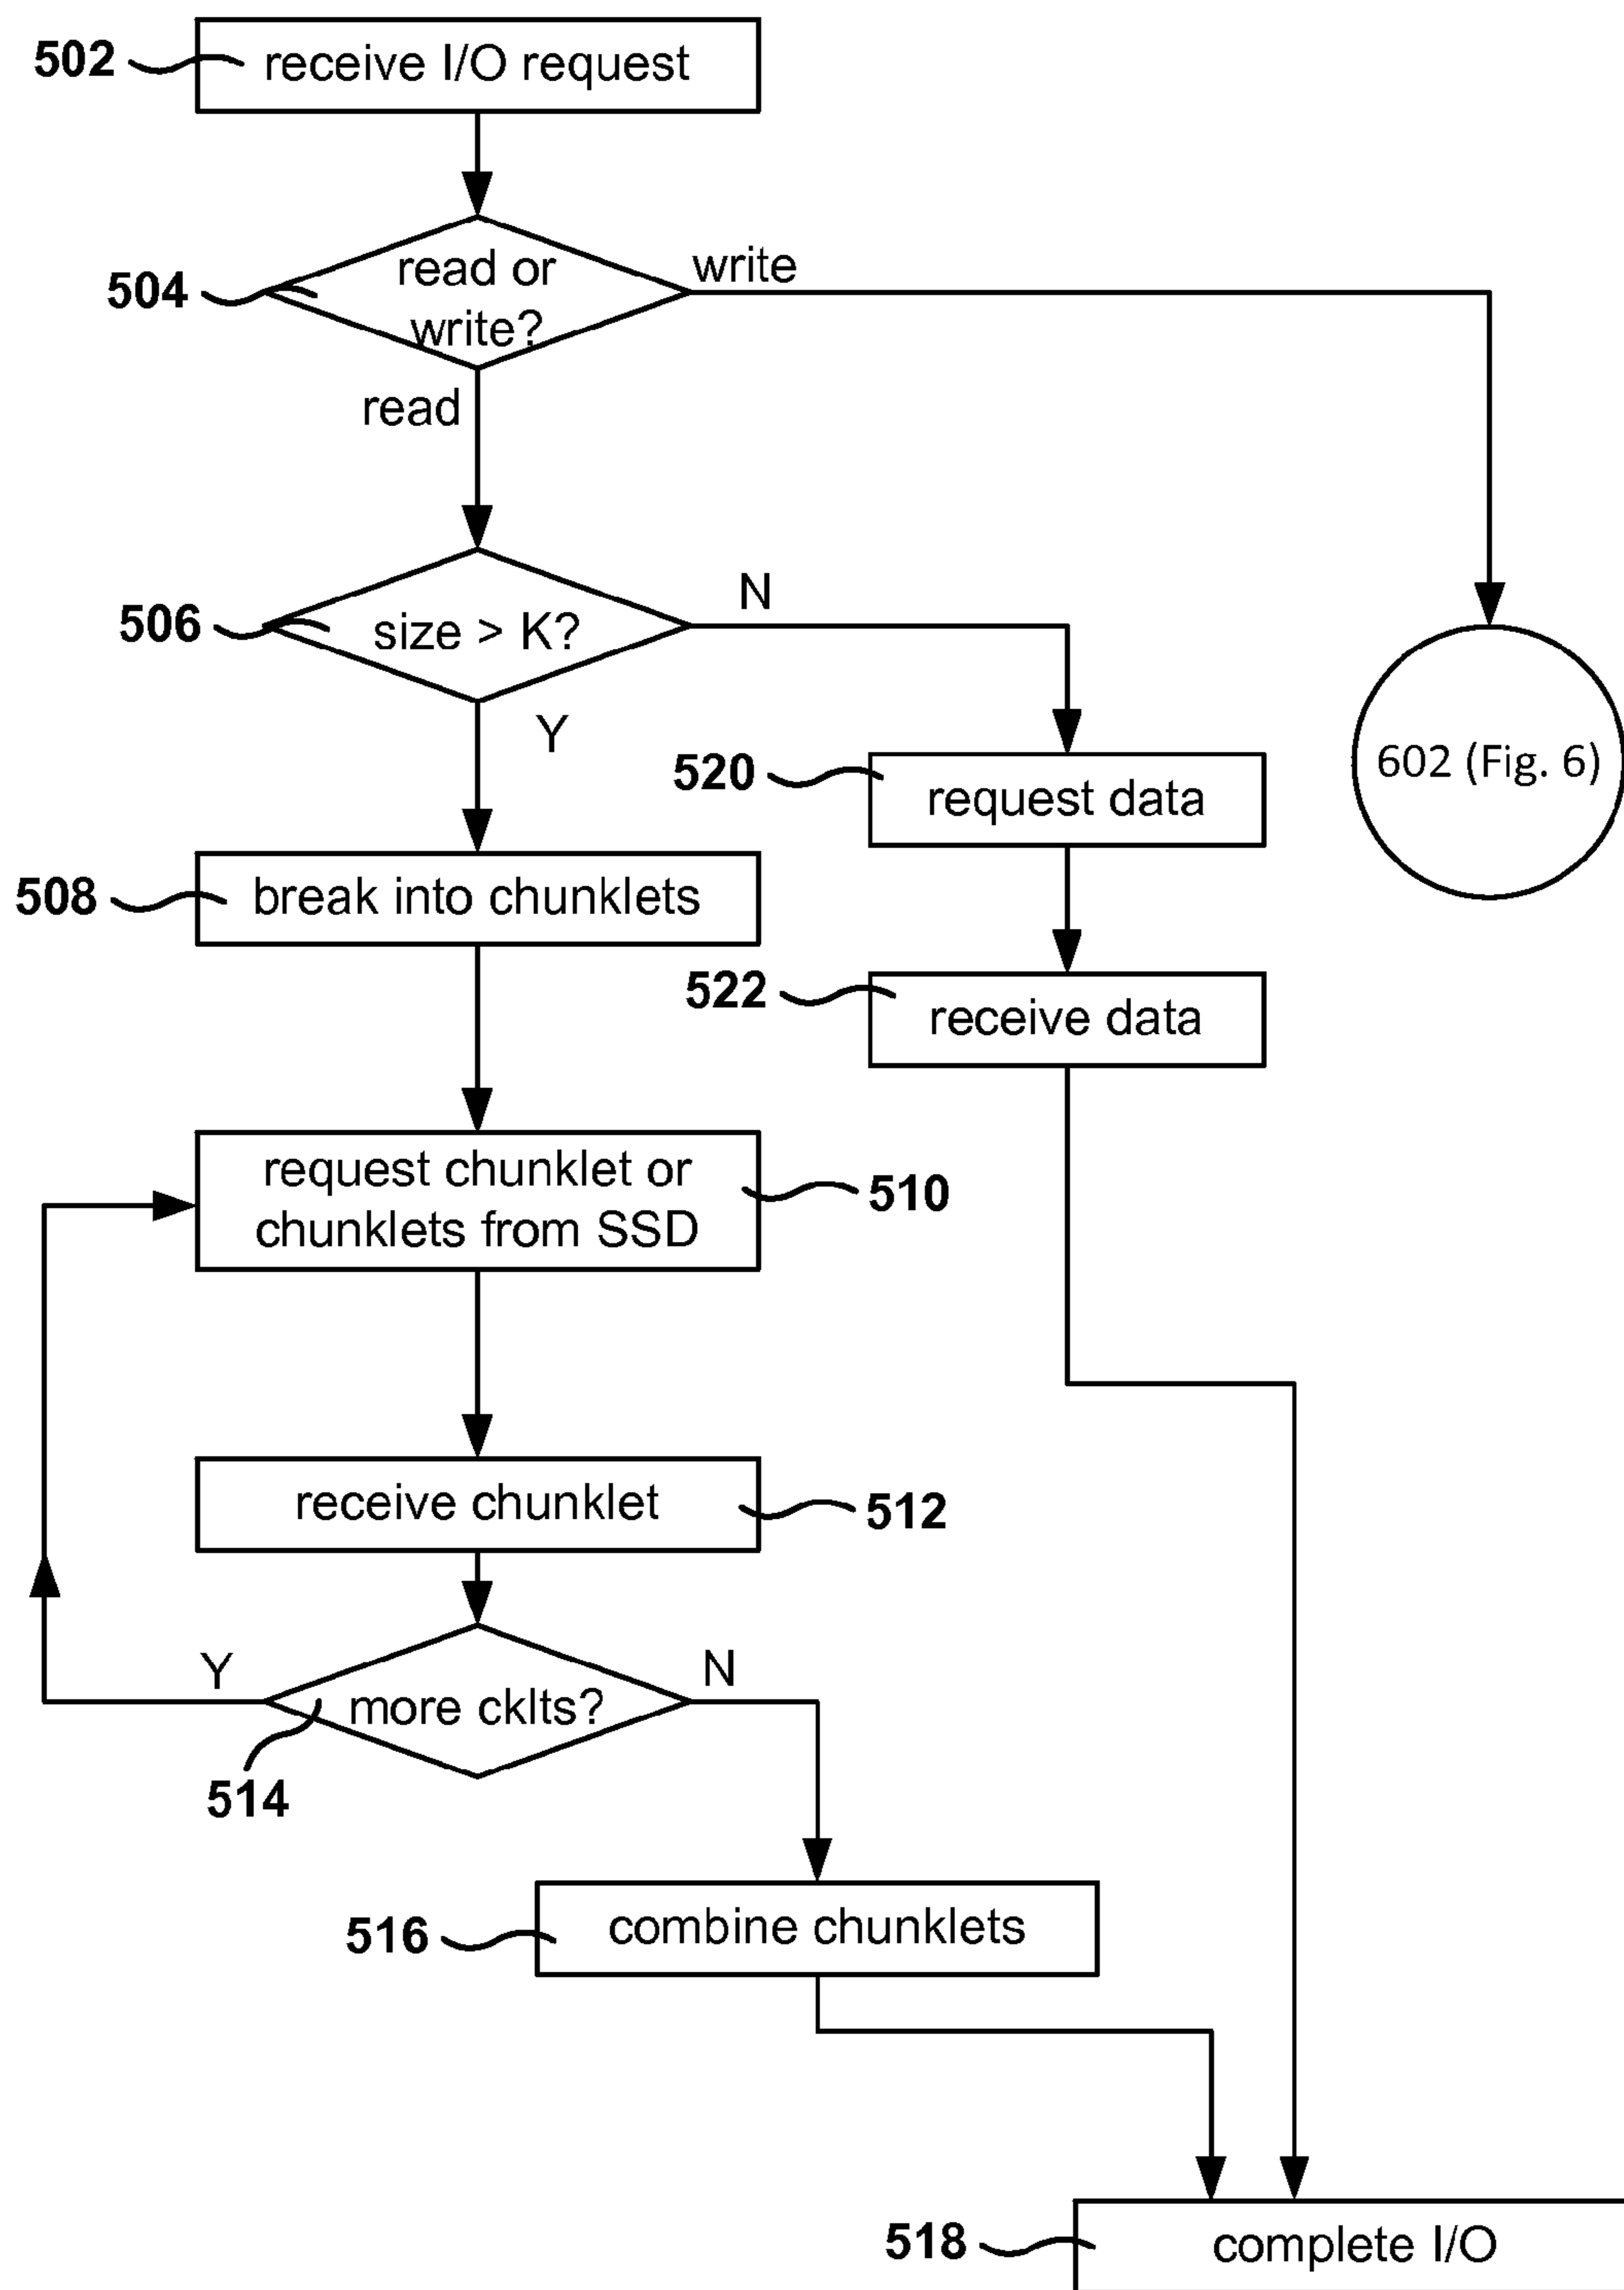 502
receive I/O request
504
read or
write?
write
read
506
size > K?
N
Y
602 (Fig. 6)
520
request data
508
break into chunklets
522
receive data
request chunklet or
chunklets from SSD
510
receive chunklet
512
Y
more cklts?
N
514
516
combine chunklets
518
complete I/O